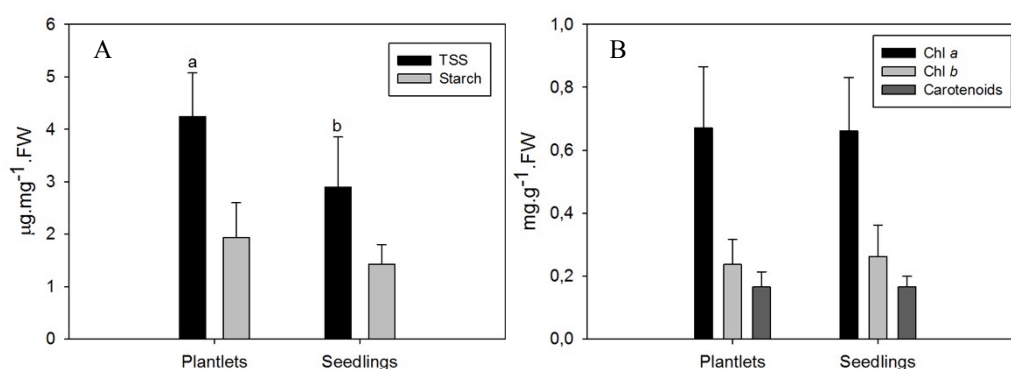 A
TSS
Starch
a
b
6
5
4
3
2
1
0
μg.mg⁻¹.FW
Plantlets
Seedlings
B
Chl a
Chl b
Carotenoids
1,0
0,8
0,6
0,4
0,2
0,0
mg.g⁻¹.FW
Plantlets
Seedlings